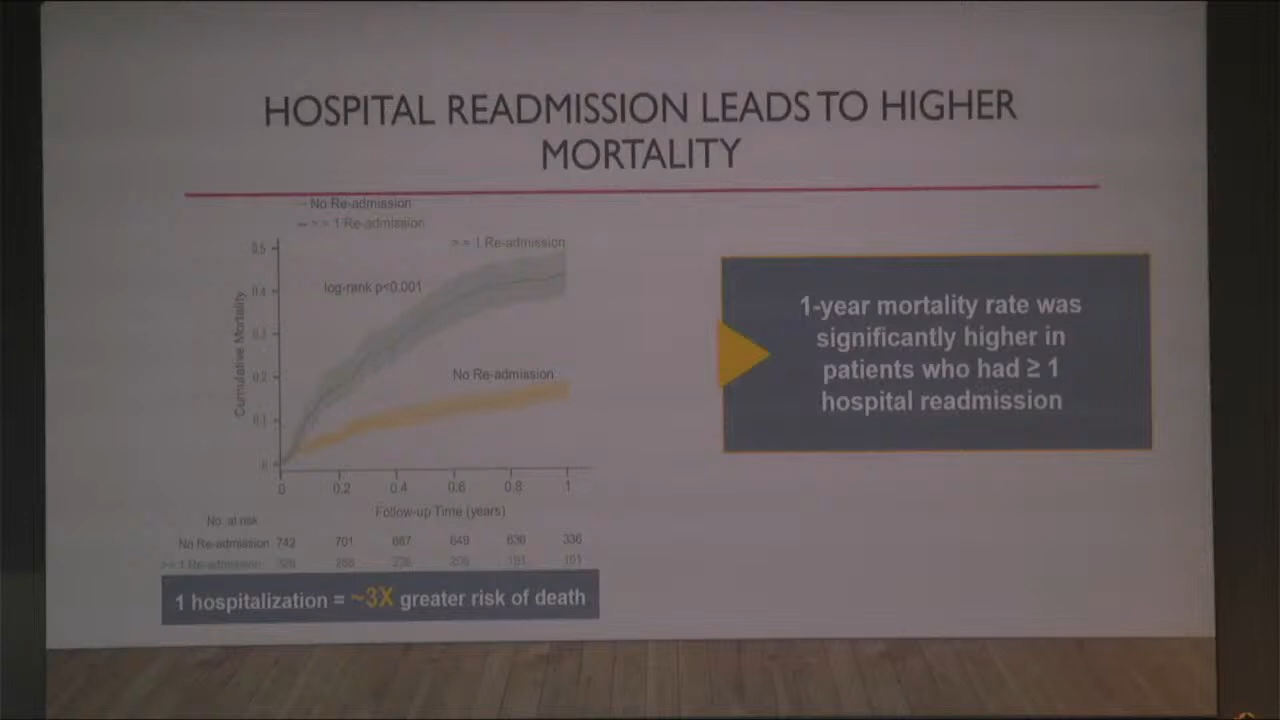 HOSPITAL READMISSION LEADS TO HIGHER
MORTALITY
No Re-admission
>= 1 Re-admission
>= 1 Re-admission
log-rank p<0.001
No Re-admission
Cumulative Mortality
0.5
0.4
0.3
0.2
0.1
0
0 0.2 0.4 0.6 0.8 1
Follow-up Time (years)
No. at risk
No Re-admission 742 701 667 649 636 336
>= 1 Re-admission
1 hospitalization = ~3X greater risk of death
1-year mortality rate was
significantly higher in
patients who had ≥ 1
hospital readmission